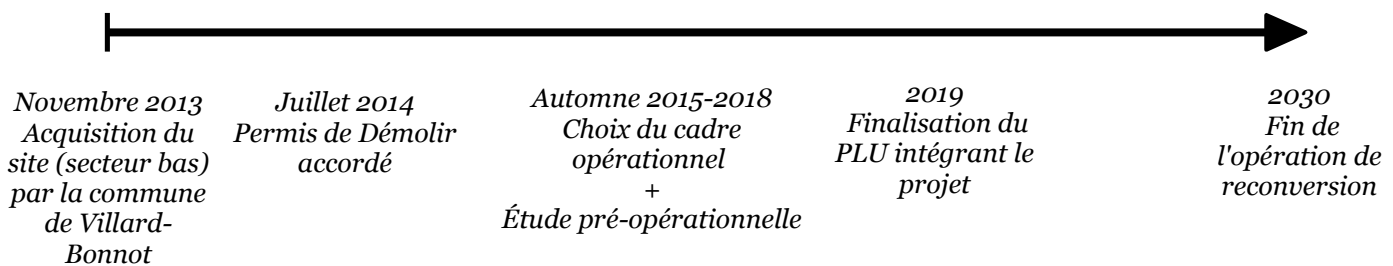 Novembre 2013
Acquisition du
site (secteur bas)
par la commune
de Villard-
Bonnot
Juillet 2014
Permis de Démolir
accordé
Automne 2015-2018
Choix du cadre
opérationnel
+
Étude pré-opérationnelle
2019
Finalisation du
PLU intégrant le
projet
2030
Fin de
l'opération de
reconversion